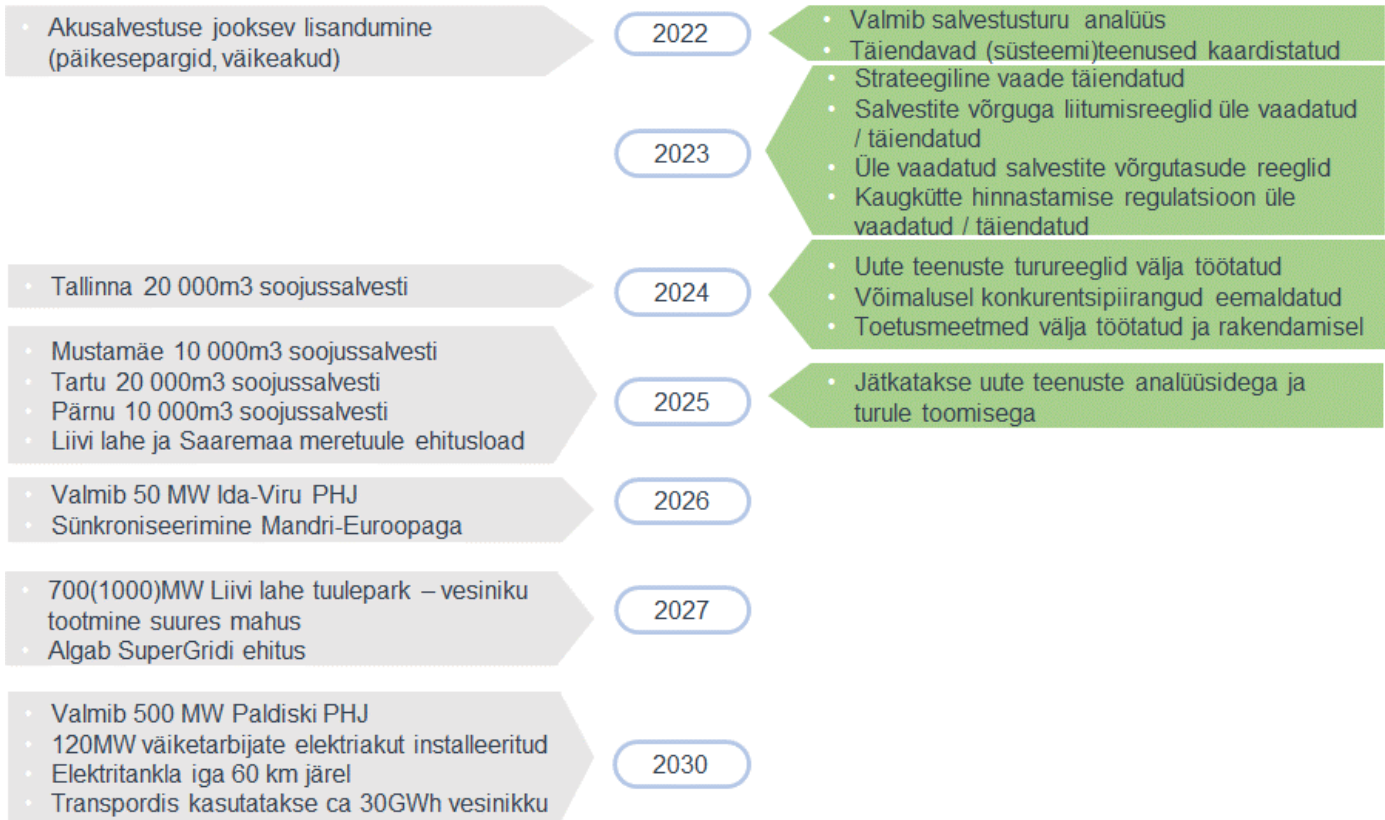 Akusalvestuse jooksev lisandumine
(päikesepargid, väikeakud)
2022
Valmib salvestusturu analüüs
Täiendavad (süsteemi)teenused kaardistatud
2023
Strateegiline vaade täiendatud
Salvestite võrguga liitumisreeglid üle vaadatud
/ täiendatud
Üle vaadatud salvestite võrgutasude reeglid
Kaugkütte hinnastamise regulatsioon üle
vaadatud / täiendatud
Tallinna 20 000m3 soojussalvesti
2024
Uute teenuste turureeglid välja töötatud
Võimalusel konkurentsipiirangud eemaldatud
Toetusmeetmed välja töötatud ja rakendamisel
Mustamäe 10 000m3 soojussalvesti
Tartu 20 000m3 soojussalvesti
Pärnu 10 000m3 soojussalvesti
Liivi lahe ja Saaremaa meretuule ehitusload
2025
Jätkatakse uute teenuste analüüsidega ja
turule toomisega
Valmib 50 MW Ida-Viru PHJ
Sünkroniseerimine Mandri-Euroopaga
2026
700(1000)MW Liivi lahe tuulepark – vesiniku
tootmine suures mahus
Algab SuperGridi ehitus
2027
Valmib 500 MW Paldiski PHJ
120MW väiketarbijate elektriakut installeeritud
Elektritankla iga 60 km järel
Transpordis kasutatakse ca 30GWh vesinikku
2030